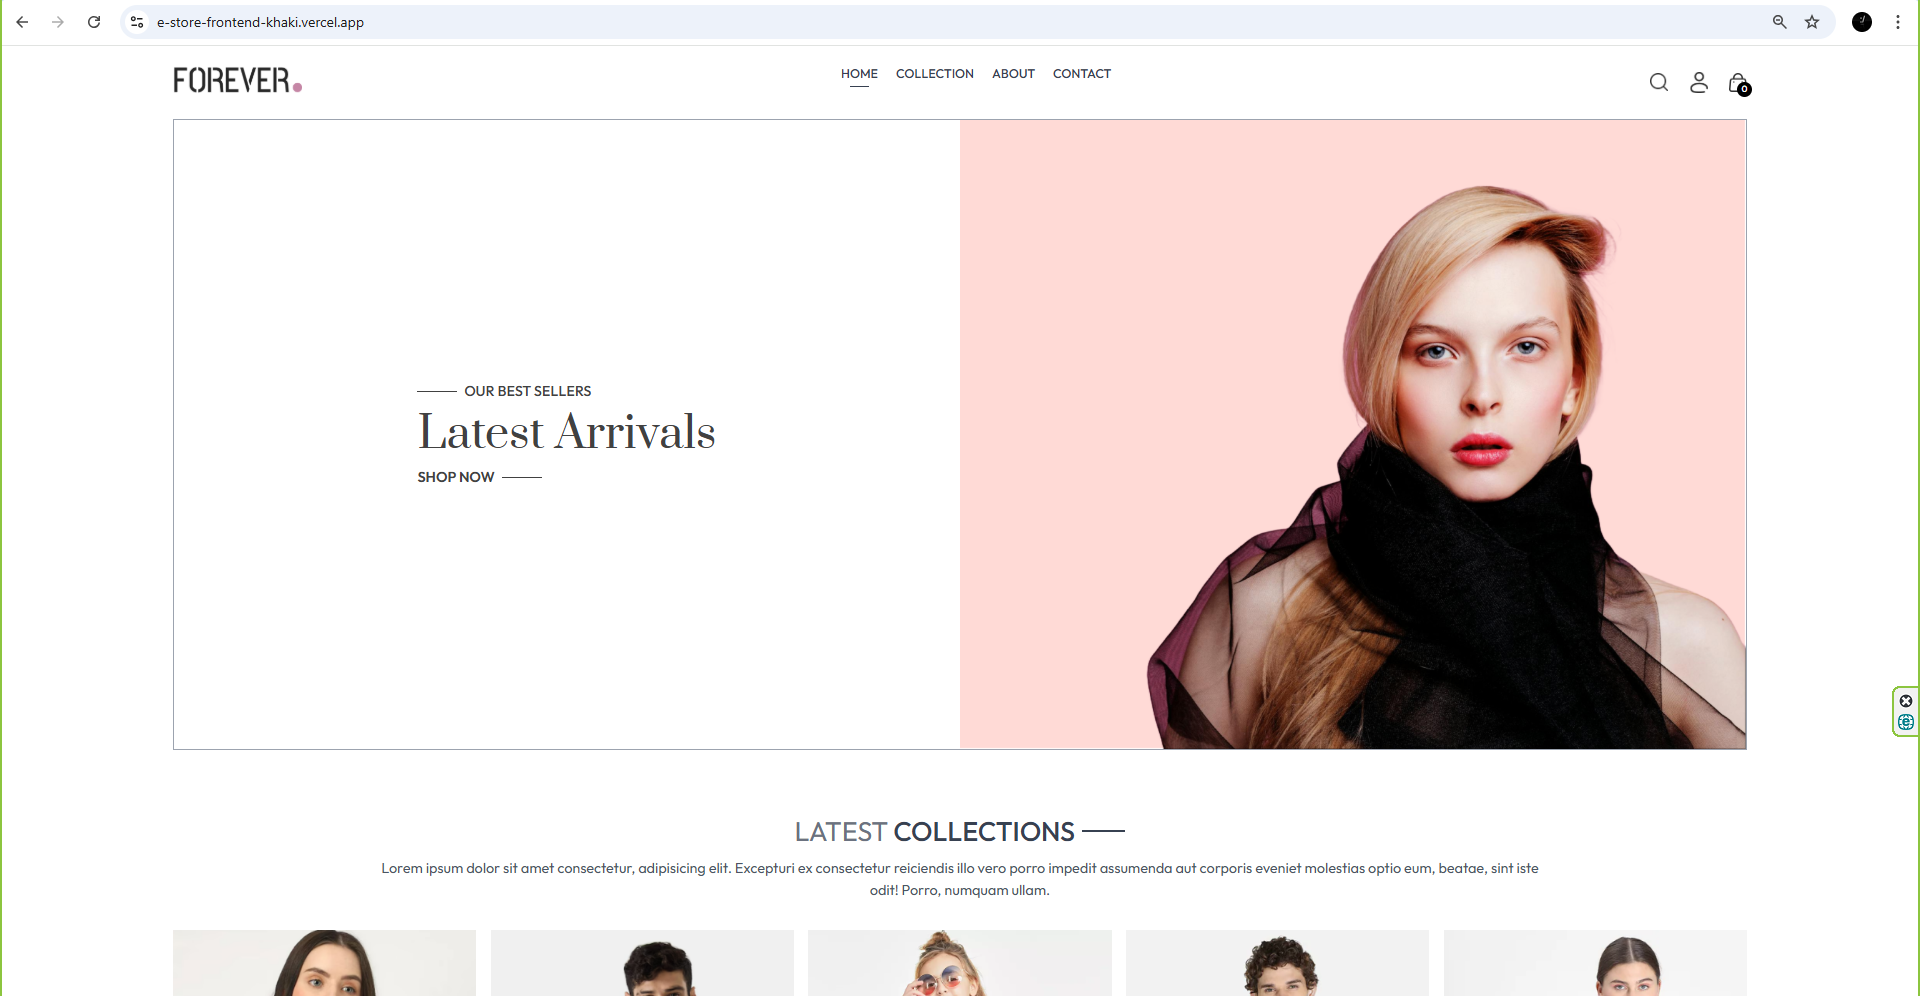 e-store-frontend-khaki.vercel.app
FOREVER.
HOME COLLECTION ABOUT CONTACT
0
OUR BEST SELLERS
Latest Arrivals
SHOP NOW
LATEST COLLECTIONS
Lorem ipsum dolor sit amet consectetur, adipisicing elit. Excepturi ex consectetur reiciendis illo vero porro impedit assumenda aut corporis eveniet molestias optio eum, beatae, sint iste
odit! Porro, numquam ullam.